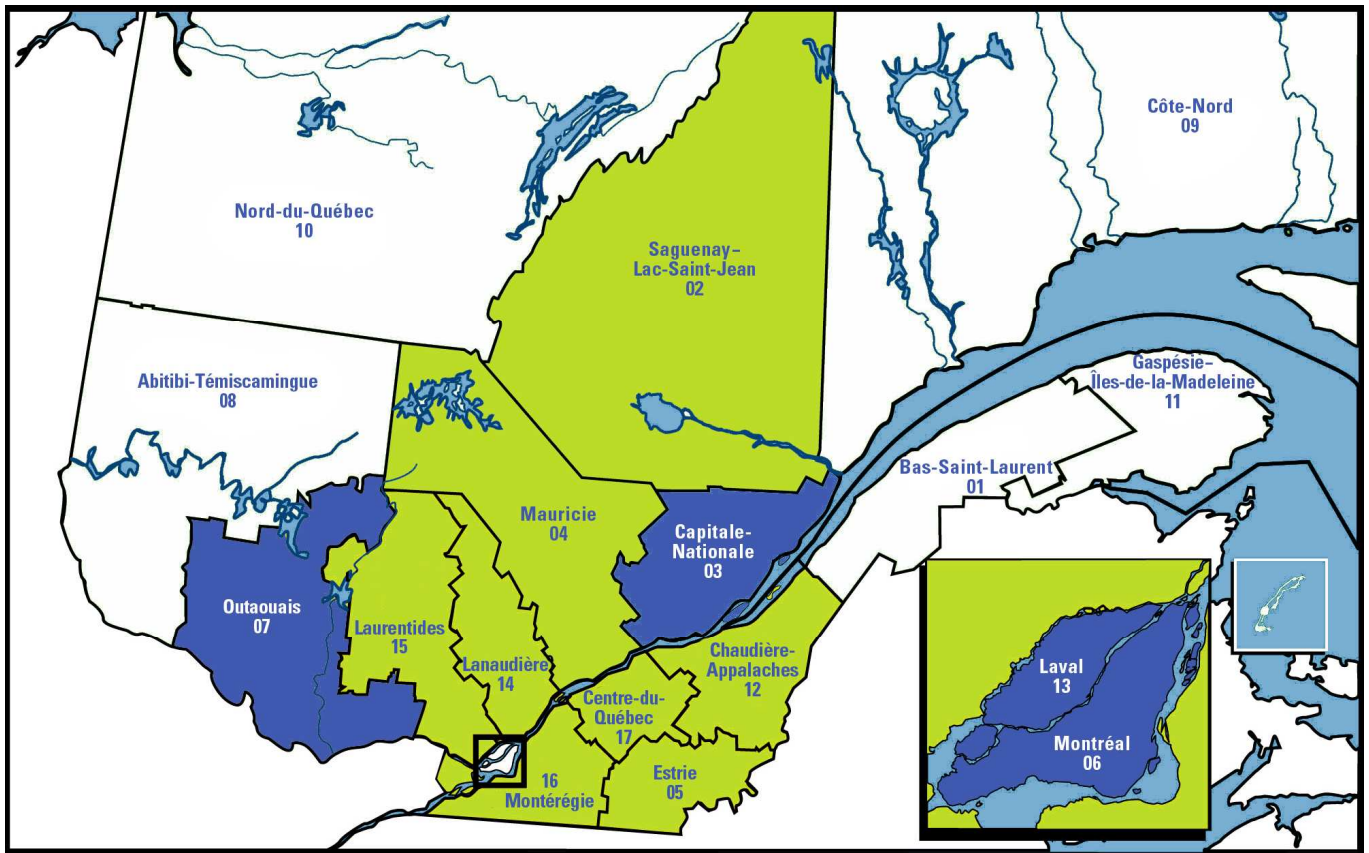 Côte-Nord
09
Nord-du-Québec
10
Saguenay–
Lac-Saint-Jean
02
Gaspésie–
Îles-de-la-Madeleine
11
Abitibi-Témiscamingue
08
Bas-Saint-Laurent
01
Mauricie
04
Capitale-
Nationale
03
Outaouais
07
Laurentides
15
Lanaudière
14
Chaudière-
Appalaches
12
Centre-du-
Québec
17
16
Montérégie
Estrie
05
Laval
13
Montréal
06